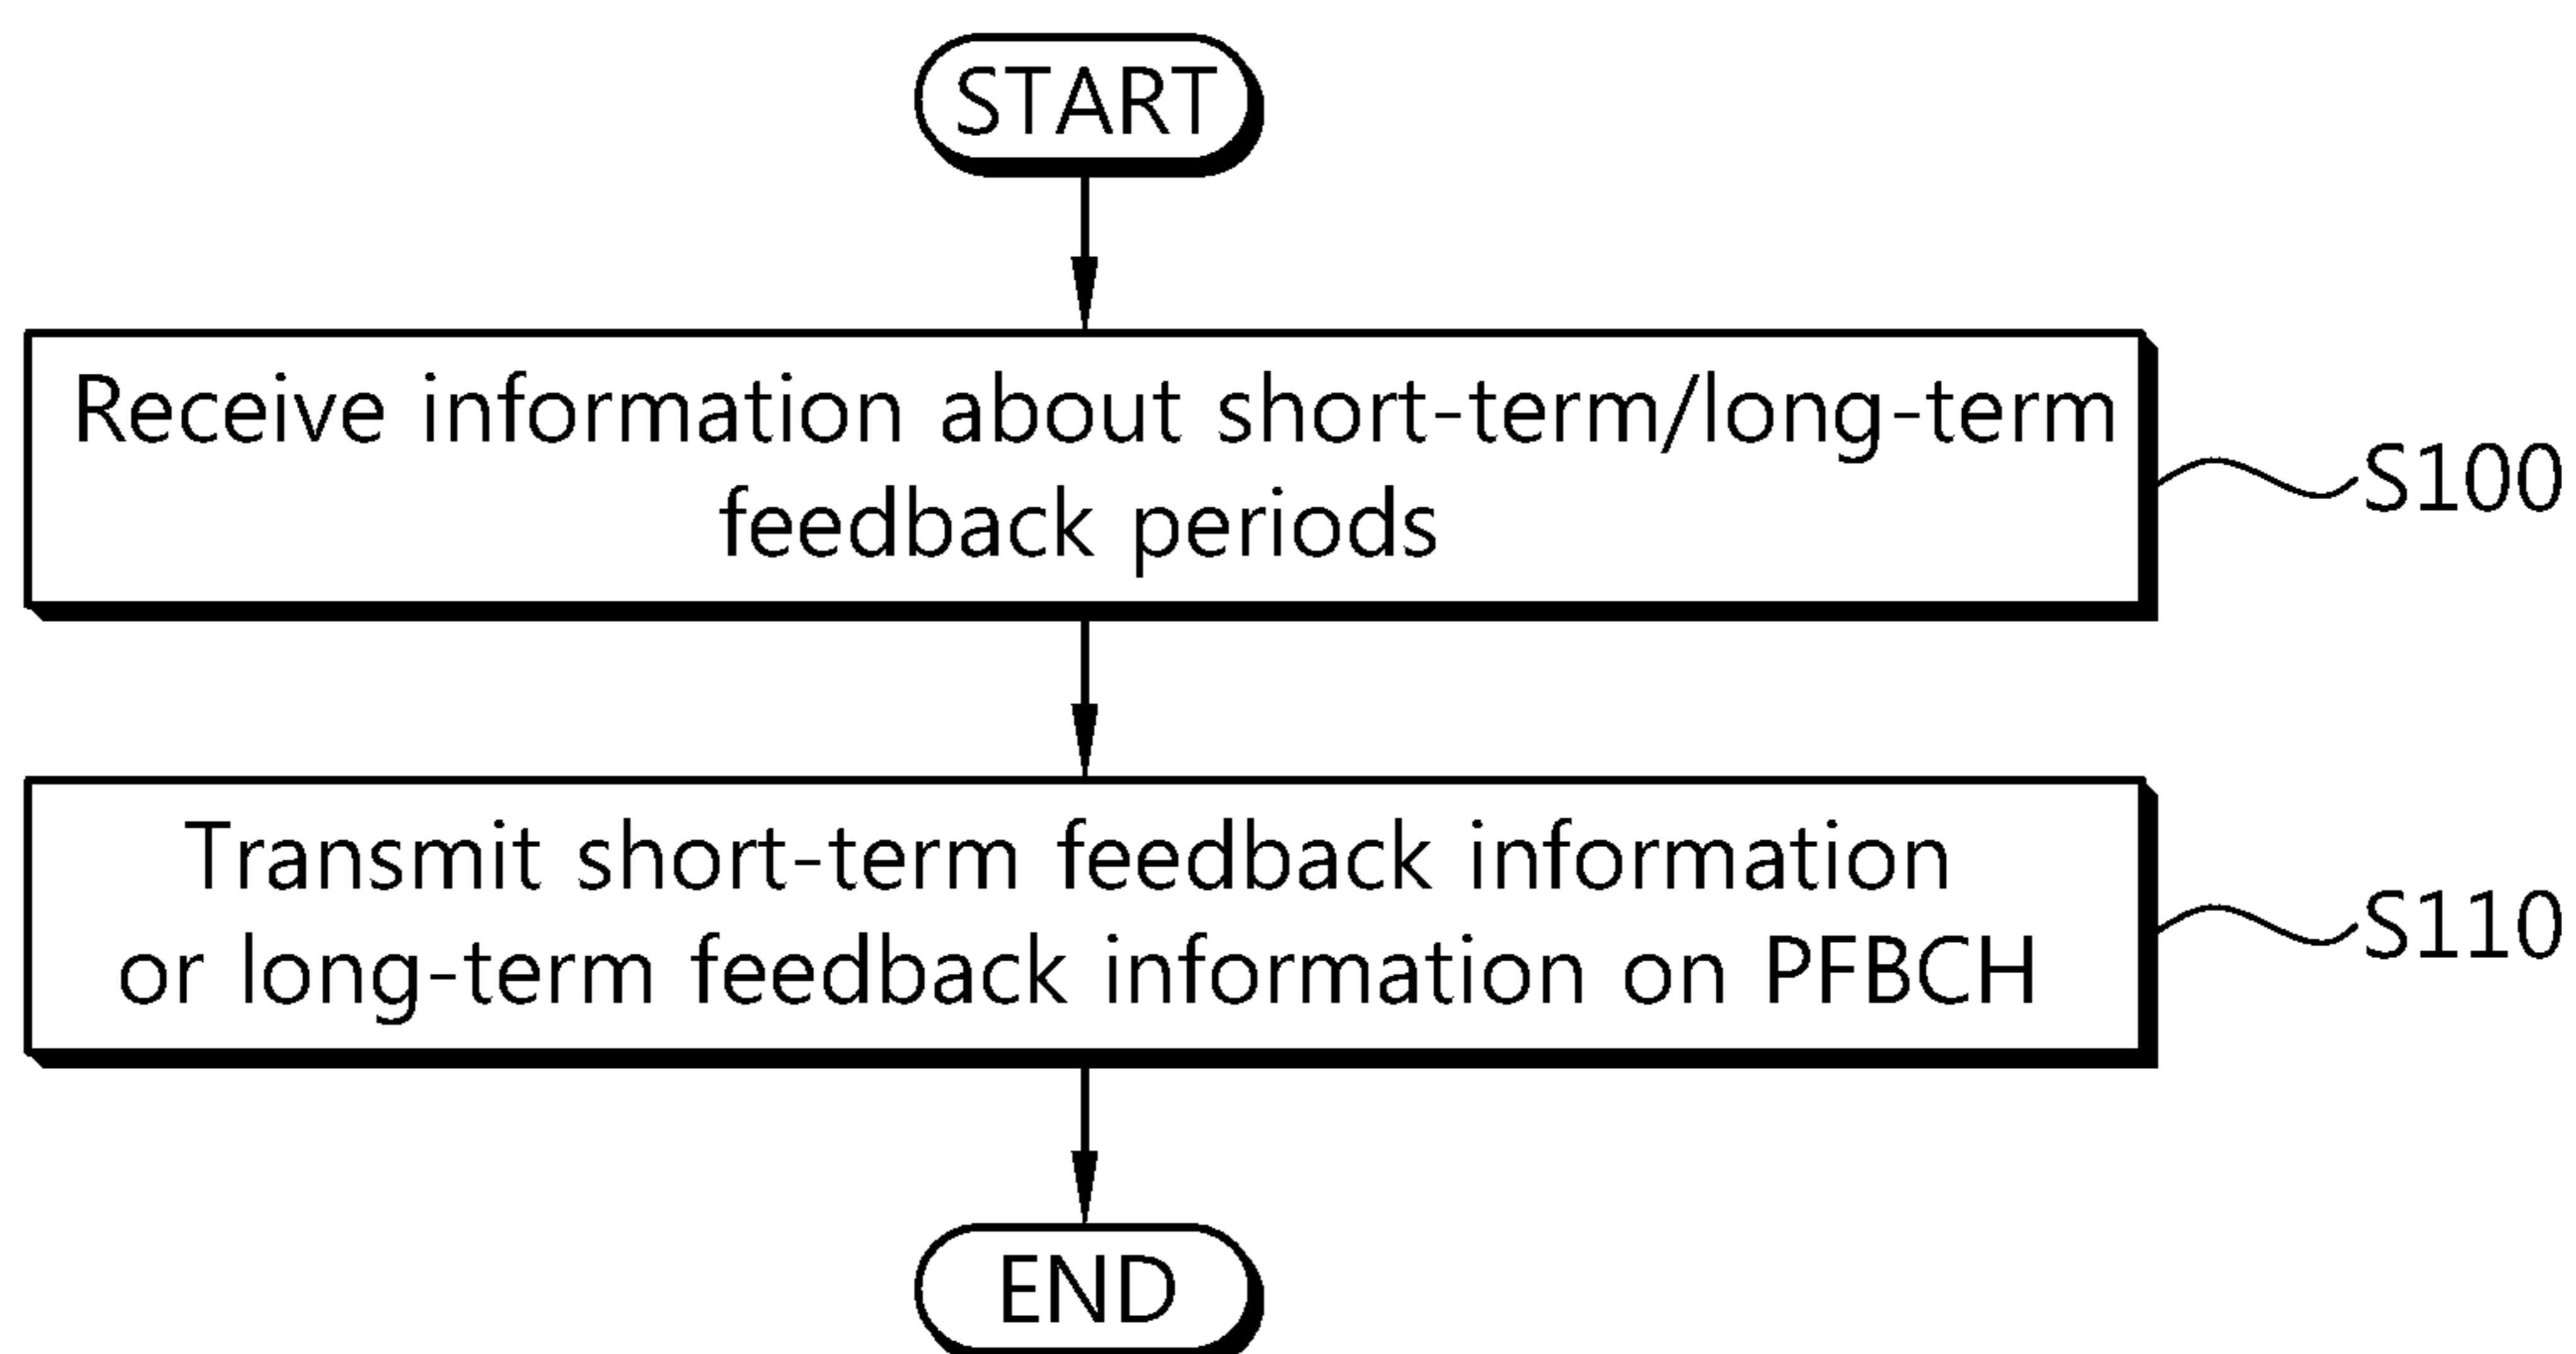 START
Receive information about short-term/long-term
feedback periods
S100
Transmit short-term feedback information
or long-term feedback information on PFBCH
S110
END